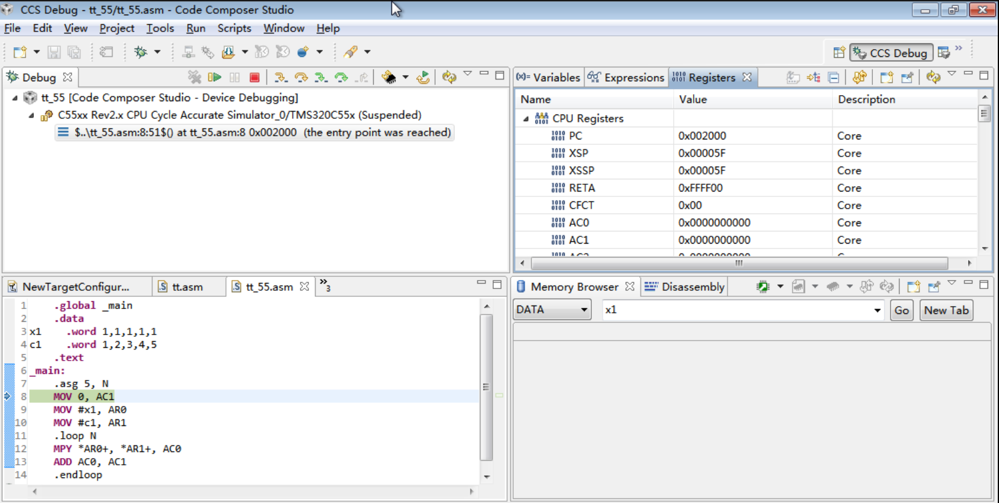 CCS Debug - tt_55/tt_55.asm - Code Composer Studio
File Edit View Project Tools Run Scripts Window Help
CCS Debug
Debug
tt_55 [Code Composer Studio - Device Debugging]
C55xx Rev2.x CPU Cycle Accurate Simulator_0/TMS320C55x (Suspended)
$..\tt_55.asm:8:51$() at tt_55.asm:8 0x002000 (the entry point was reached)
(x)= Variables Expressions Registers
Name Value Description
CPU Registers
PC 0x002000 Core
XSP 0x00005F Core
XSSP 0x00005F Core
RETA 0xFFFF00 Core
CFCT 0x00 Core
AC0 0x0000000000 Core
AC1 0x0000000000 Core
NewTargetConfigur... tt.asm tt_55.asm »3
1 .global _main
2 .data
3 x1 .word 1,1,1,1,1
4 c1 .word 1,2,3,4,5
5 .text
6 _main:
7 .asg 5, N
8 MOV 0, AC1
9 MOV #x1, AR0
10 MOV #c1, AR1
11 .loop N
12 MPY *AR0+, *AR1+, AC0
13 ADD AC0, AC1
14 .endloop
Memory Browser Disassembly
DATA x1 Go New Tab